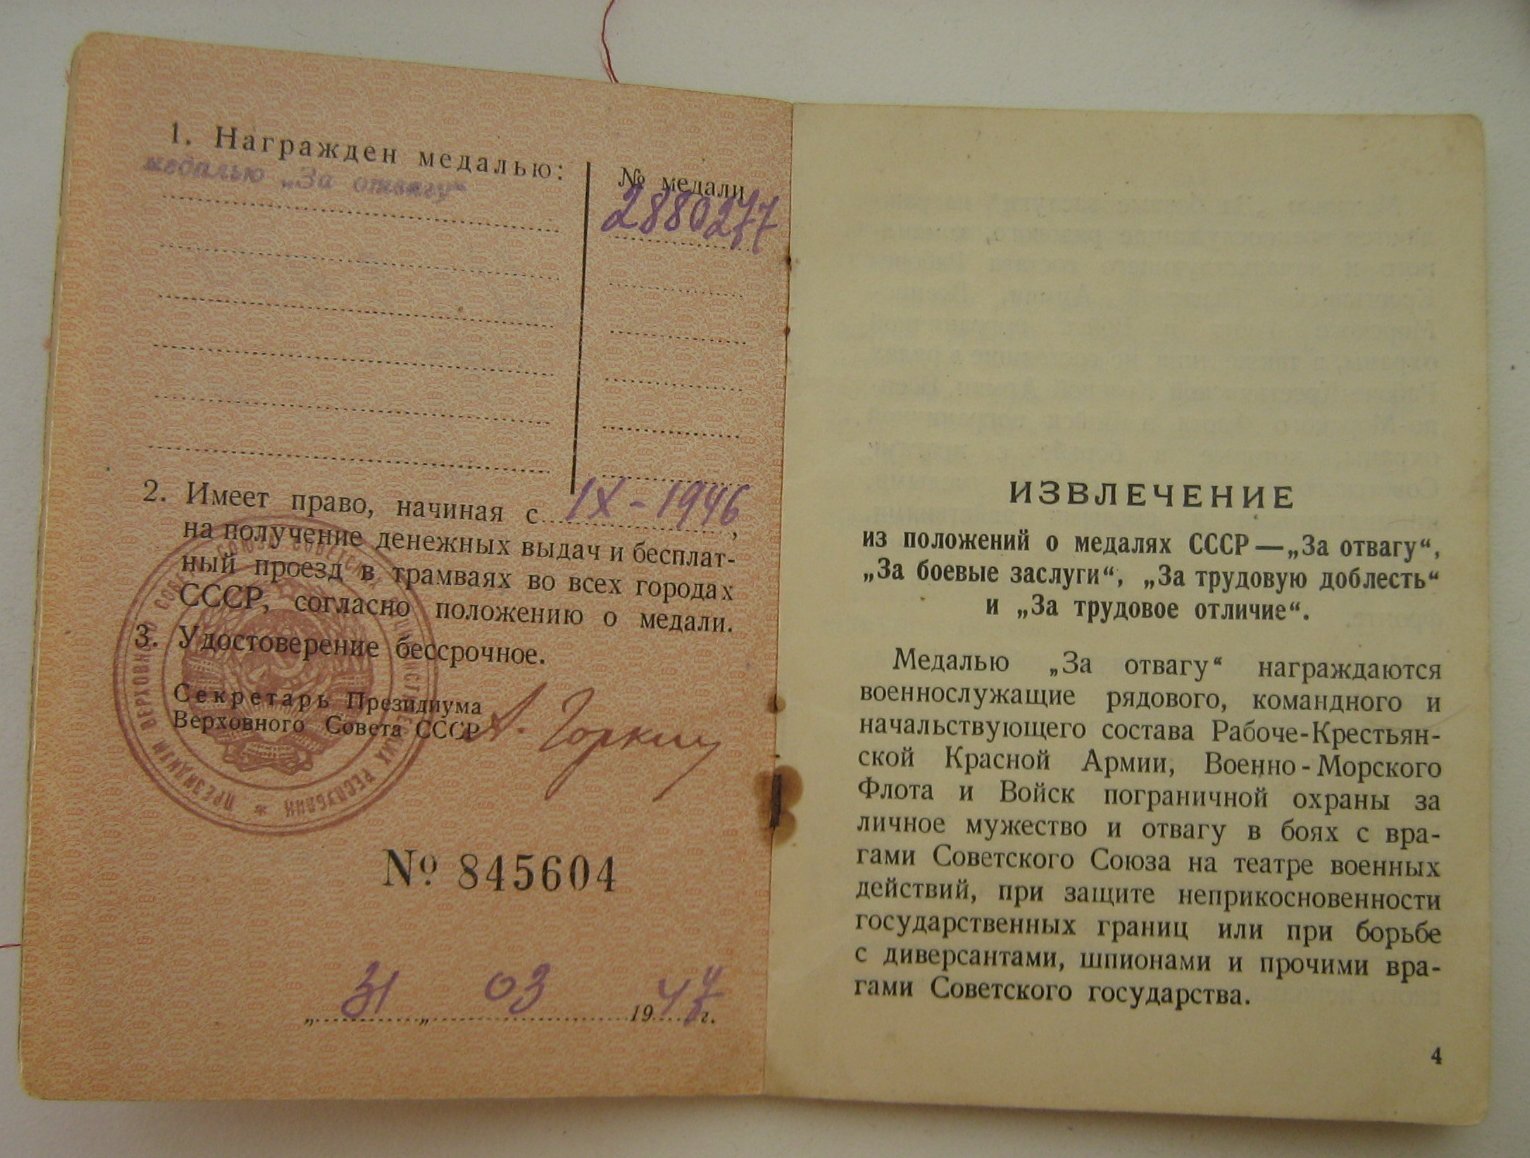 1. Награжден медалью:
медалью „За отвагу“
№ медали
2880277
2. Имеет право, начиная с IX-1946,
на получение денежных выдач и бесплат-
ный проезд в трамваях во всех городах
СССР, согласно положению о медали.
3. Удостоверение бессрочное.
Секретарь Президиума
Верховного Совета СССР
А. Горкин
№ 845604
„ 31 „ 03 1947 г.
ИЗВЛЕЧЕНИЕ
из положений о медалях СССР—„За отвагу“,
„За боевые заслуги“, „За трудовую доблесть“
и „За трудовое отличие“.
Медалью „За отвагу“ награждаются
военнослужащие рядового, командного и
начальствующего состава Рабоче-Крестьян-
ской Красной Армии, Военно-Морского
Флота и Войск пограничной охраны за
личное мужество и отвагу в боях с вра-
гами Советского Союза на театре военных
действий, при защите неприкосновенности
государственных границ или при борьбе
с диверсантами, шпионами и прочими вра-
гами Советского государства.
4